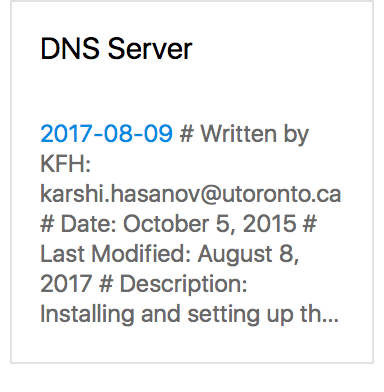 DNS Server
2017-08-09 # Written by
KFH:
karshi.hasanov@utoronto.ca
# Date: October 5, 2015 #
Last Modified: August 8,
2017 # Description:
Installing and setting up th...